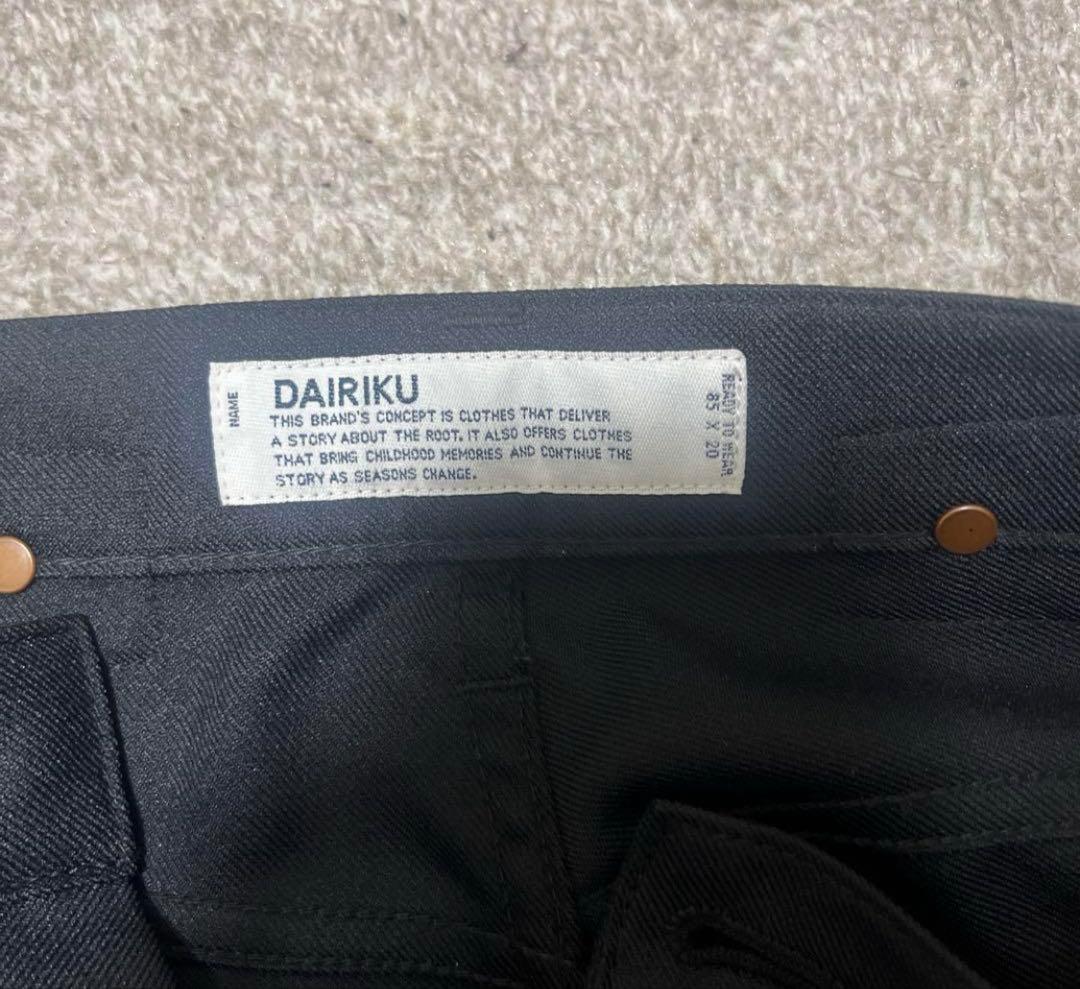 NAME
DAIRIKU
THIS BRAND'S CONCEPT IS CLOTHES THAT DELIVER
A STORY ABOUT THE ROOT. IT ALSO OFFERS CLOTHES
THAT BRING CHILDHOOD MEMORIES AND CONTINUE THE
STORY AS SEASONS CHANGE.
READY TO WEAR
85 X 20